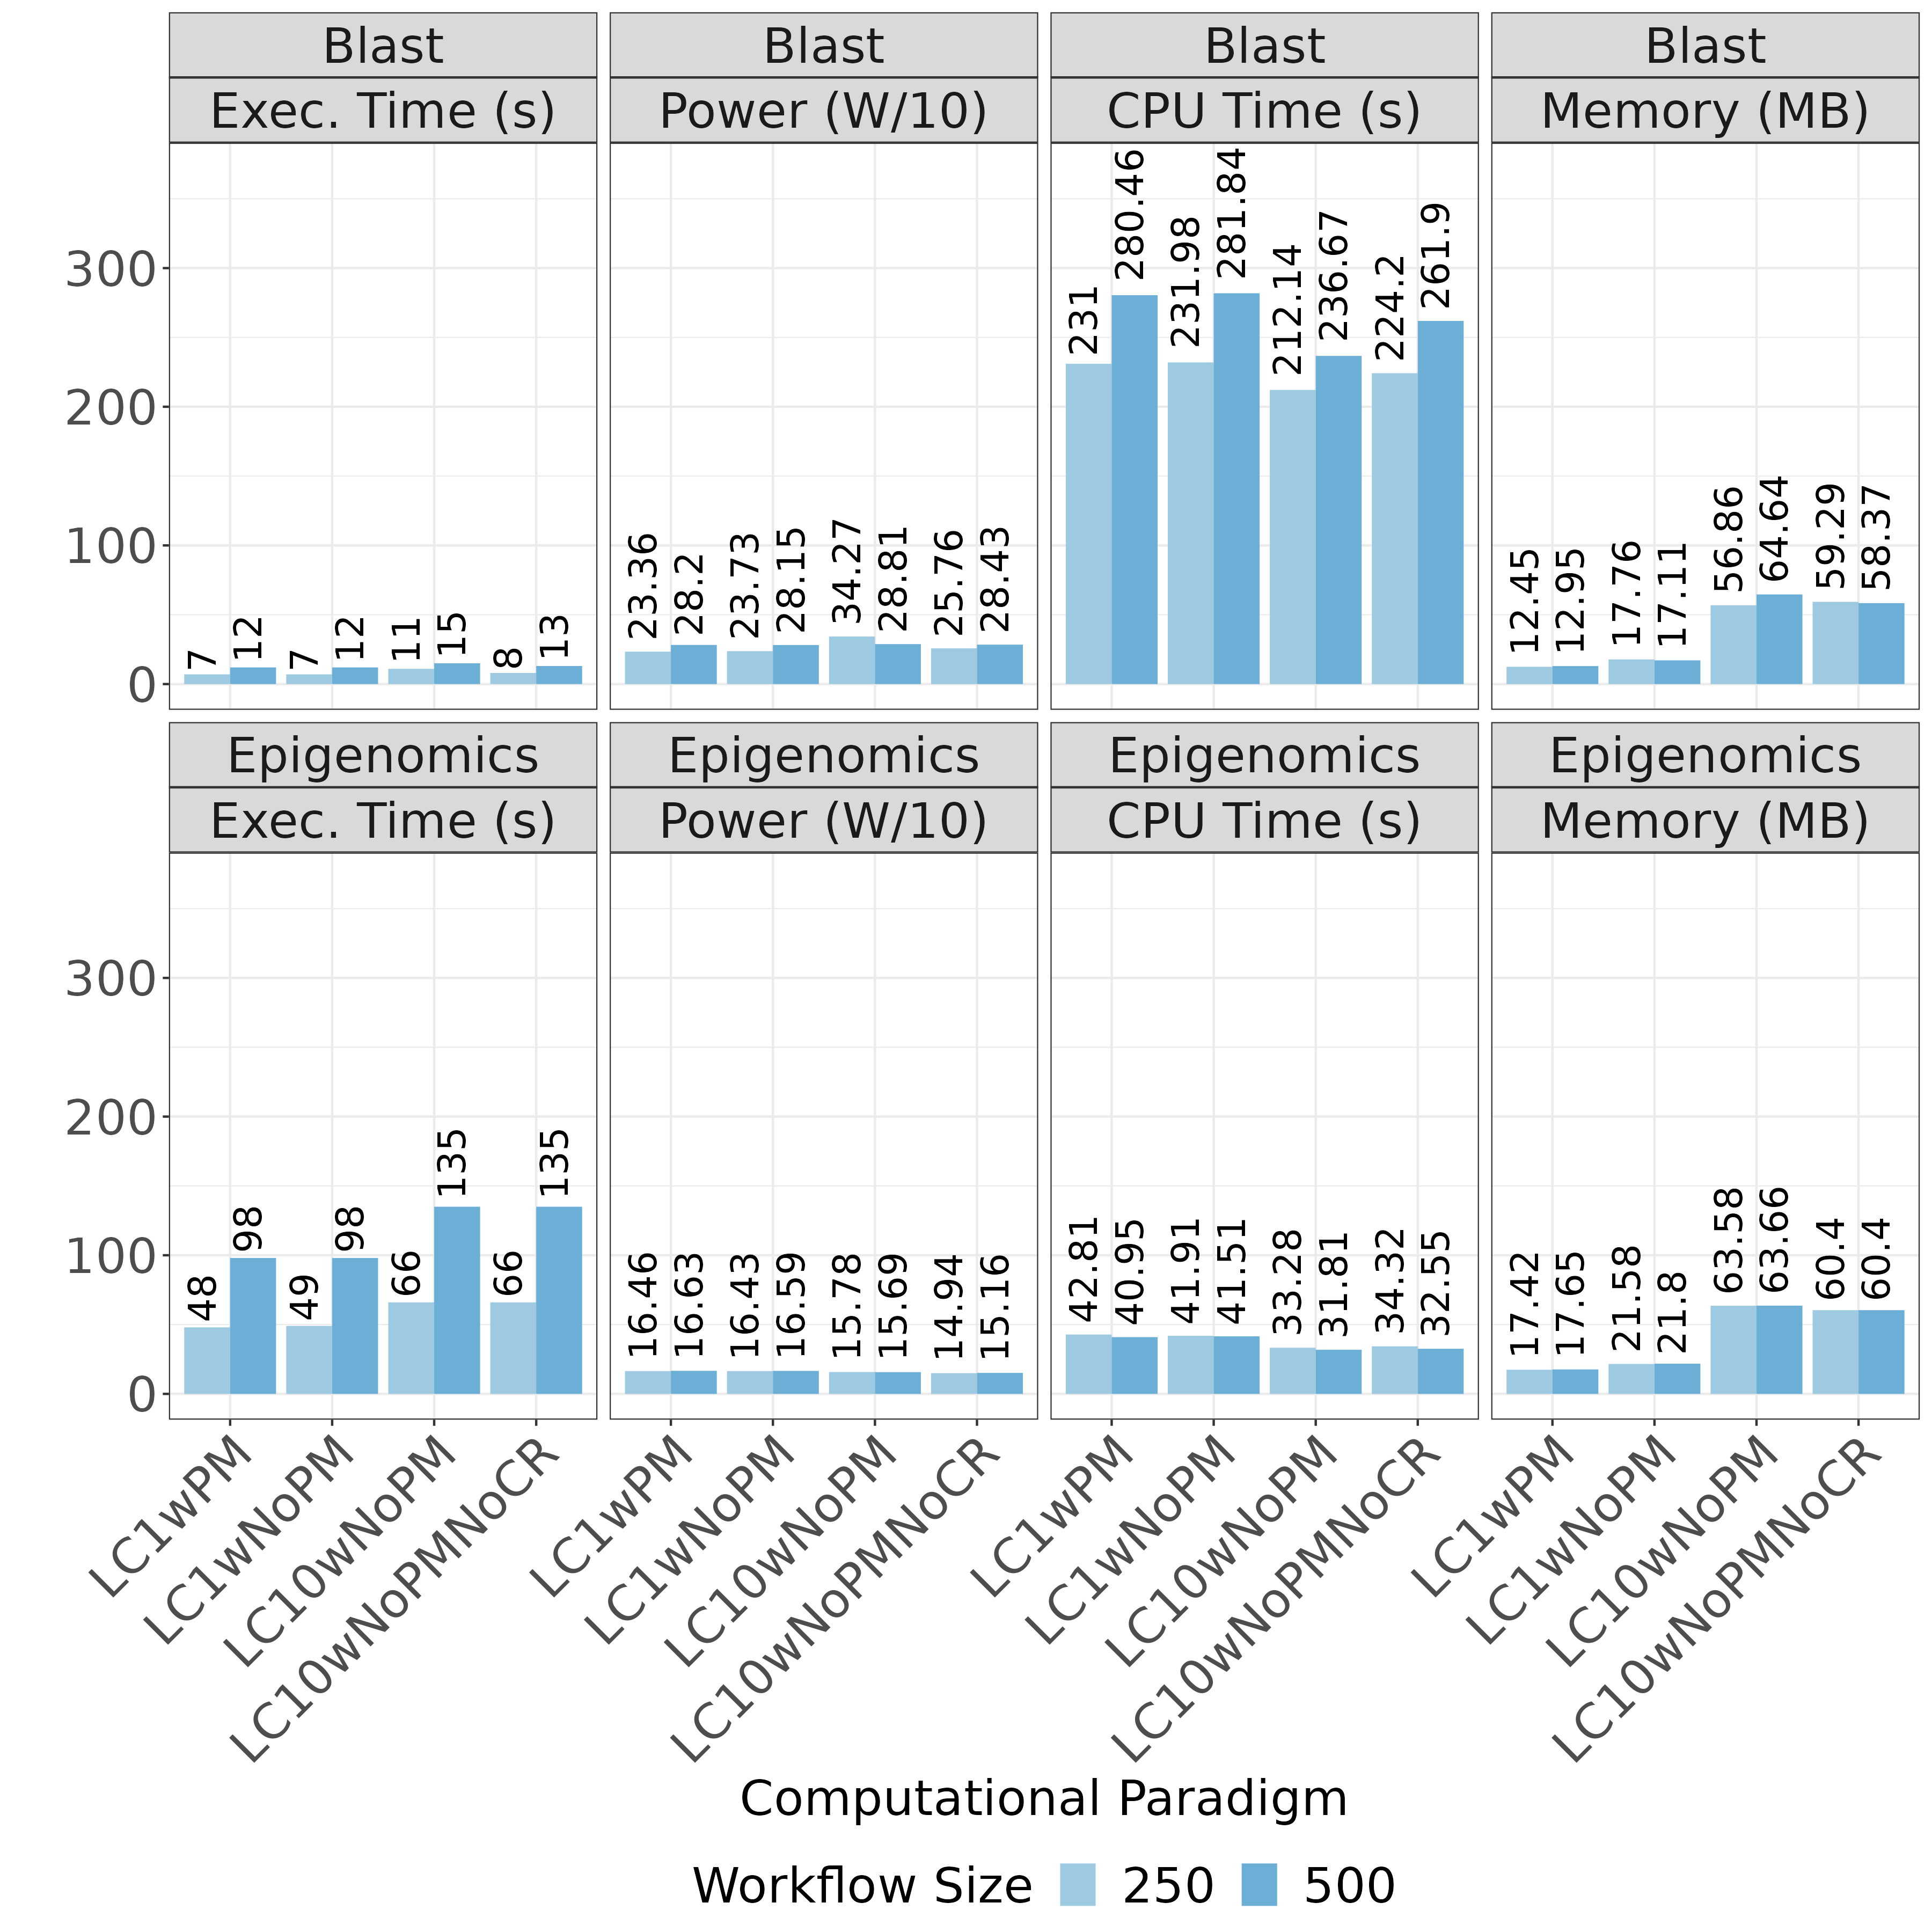 Blast Blast Blast Blast
Exec. Time (s) Power (W/10) CPU Time (s) Memory (MB)
300
200
100
0
7 12 7 12 11 15 8 13
23.36 28.2 23.73 28.15 34.27 28.81 25.76 28.43
231 280.46 231.98 281.84 212.14 236.67 224.2 261.9
12.45 12.95 17.76 17.11 56.86 64.64 59.29 58.37
Epigenomics Epigenomics Epigenomics Epigenomics
Exec. Time (s) Power (W/10) CPU Time (s) Memory (MB)
300
200
100
0
48 98 49 98 66 135 66 135
16.46 16.63 16.43 16.59 15.78 15.69 14.94 15.16
42.81 40.95 41.91 41.51 33.28 31.81 34.32 32.55
17.42 17.65 21.58 21.8 63.58 63.66 60.4 60.4
LC1wPM LC1wNoPM LC10wNoPM LC10wNoPMNoCR
LC1wPM LC1wNoPM LC10wNoPM LC10wNoPMNoCR
LC1wPM LC1wNoPM LC10wNoPM LC10wNoPMNoCR
LC1wPM LC1wNoPM LC10wNoPM LC10wNoPMNoCR
Computational Paradigm
Workflow Size 250 500